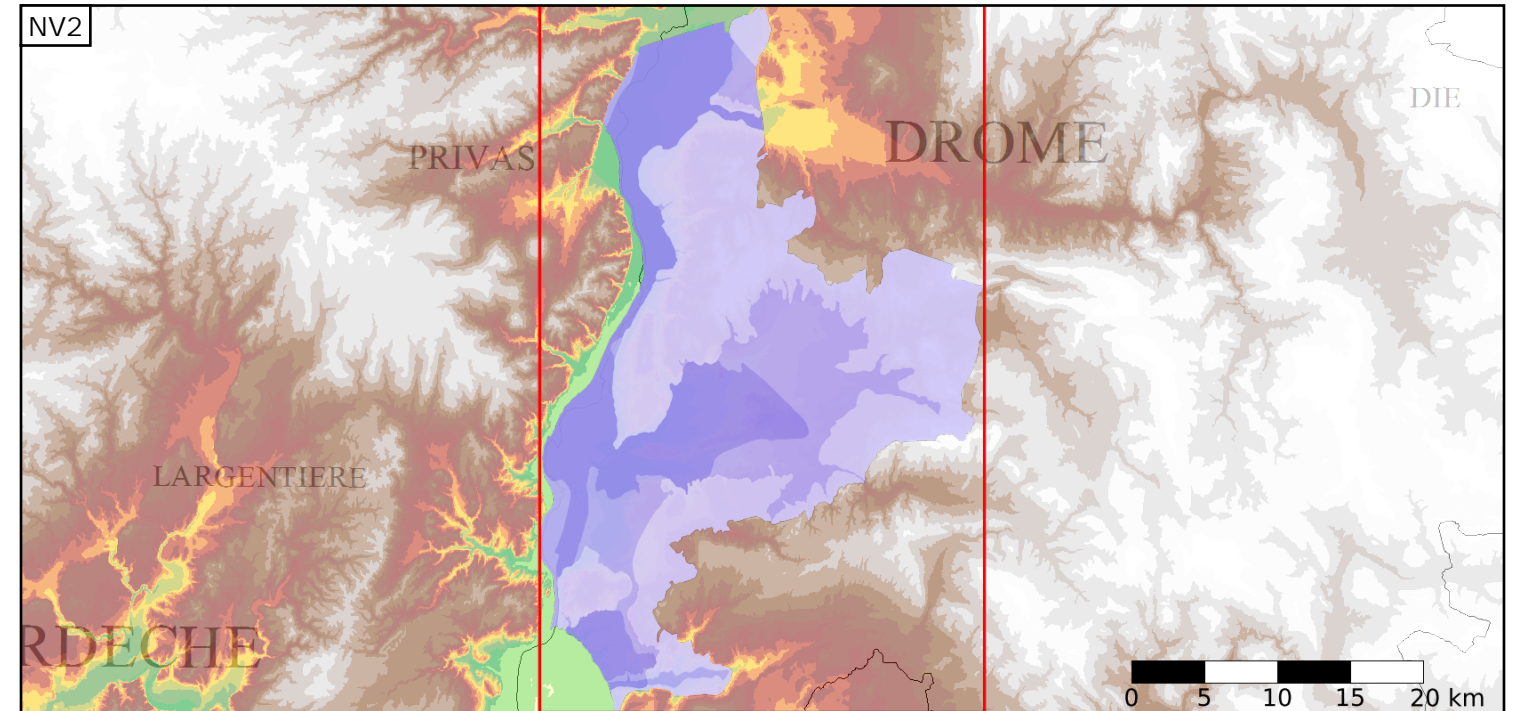 NV2
DIE
DROME
PRIVAS
LARGENTIERE
RDECHE
0 5 10 15 20 km